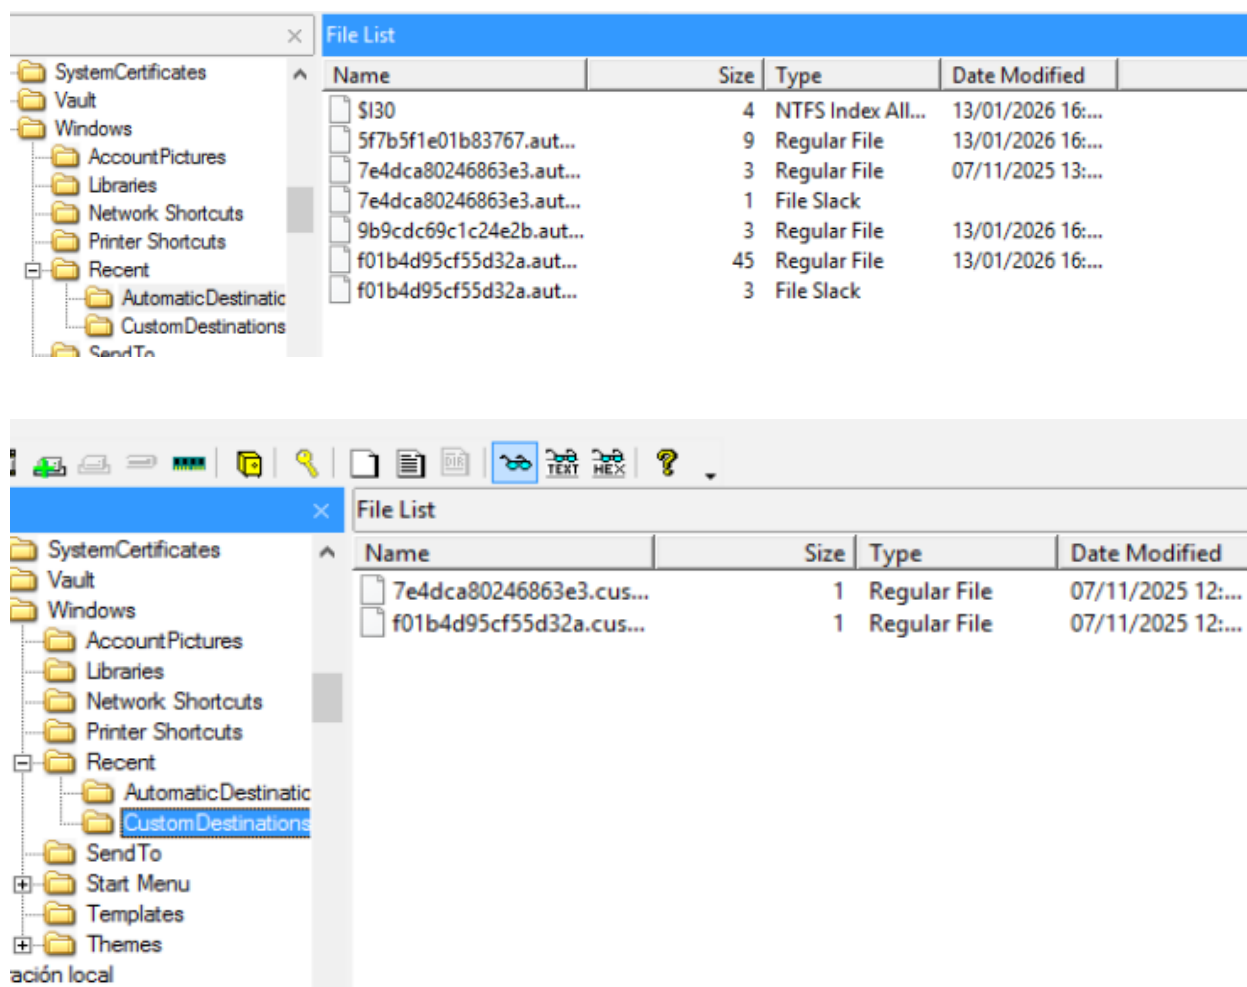 File List
SystemCertificates
Vault
Windows
AccountPictures
Libraries
Network Shortcuts
Printer Shortcuts
Recent
AutomaticDestinatic
CustomDestinations
SendTo
Name Size Type Date Modified
$I30 4 NTFS Index All... 13/01/2026 16:...
5f7b5f1e01b83767.aut... 9 Regular File 13/01/2026 16:...
7e4dca80246863e3.aut... 3 Regular File 07/11/2025 13:...
7e4dca80246863e3.aut... 1 File Slack
9b9cdc69c1c24e2b.aut... 3 Regular File 13/01/2026 16:...
f01b4d95cf55d32a.aut... 45 Regular File 13/01/2026 16:...
f01b4d95cf55d32a.aut... 3 File Slack
DIR TEXT HEX
File List
SystemCertificates
Vault
Windows
AccountPictures
Libraries
Network Shortcuts
Printer Shortcuts
Recent
AutomaticDestinatic
CustomDestinations
SendTo
Start Menu
Templates
Themes
ación local
Name Size Type Date Modified
7e4dca80246863e3.cus... 1 Regular File 07/11/2025 12:...
f01b4d95cf55d32a.cus... 1 Regular File 07/11/2025 12:...